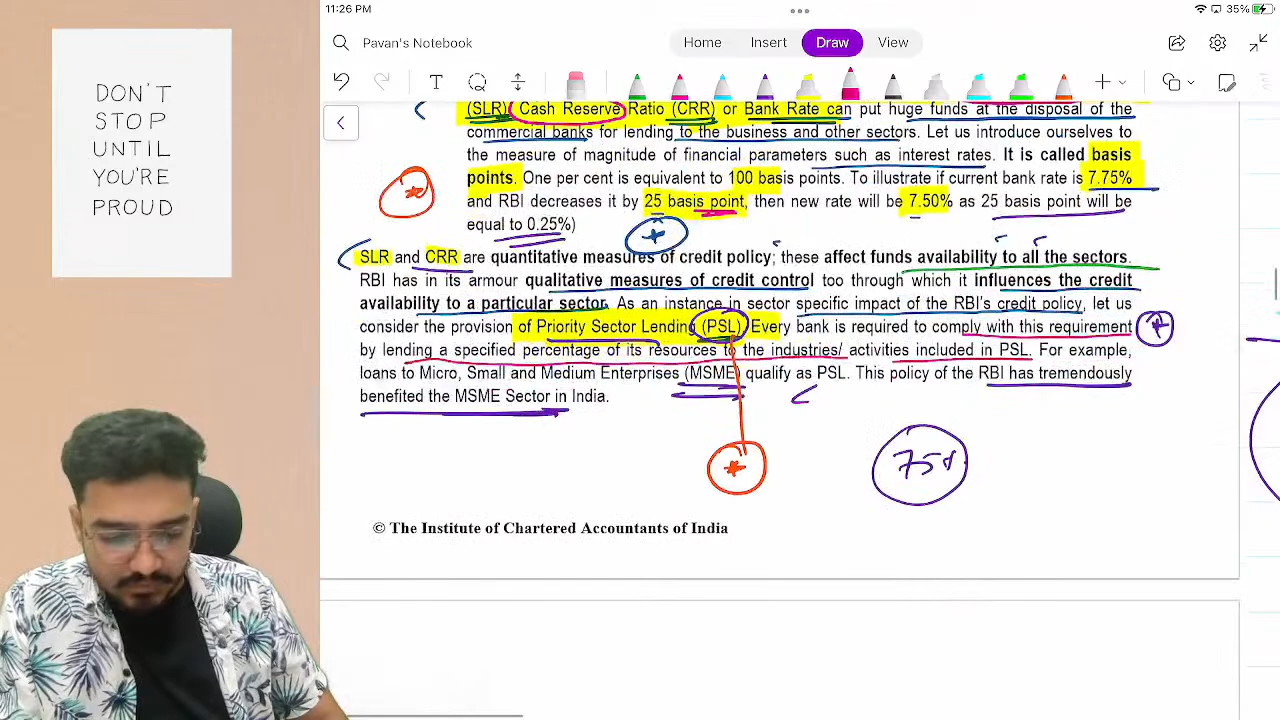 11:26 PM
35%
Pavan's Notebook
Home Insert Draw View
DON'T
STOP
UNTIL
YOU'RE
PROUD
(SLR) Cash Reserve Ratio (CRR) or Bank Rate can put huge funds at the disposal of the
commercial banks for lending to the business and other sectors. Let us introduce ourselves to
the measure of magnitude of financial parameters such as interest rates. It is called basis
points. One per cent is equivalent to 100 basis points. To illustrate if current bank rate is 7.75%
and RBI decreases it by 25 basis point, then new rate will be 7.50% as 25 basis point will be
equal to 0.25%)
SLR and CRR are quantitative measures of credit policy; these affect funds availability to all the sectors.
RBI has in its armour qualitative measures of credit control too through which it influences the credit
availability to a particular sector. As an instance in sector specific impact of the RBI's credit policy, let us
consider the provision of Priority Sector Lending (PSL). Every bank is required to comply with this requirement
by lending a specified percentage of its resources to the industries/ activities included in PSL. For example,
loans to Micro, Small and Medium Enterprises (MSME) qualify as PSL. This policy of the RBI has tremendously
benefited the MSME Sector in India.
© The Institute of Chartered Accountants of India